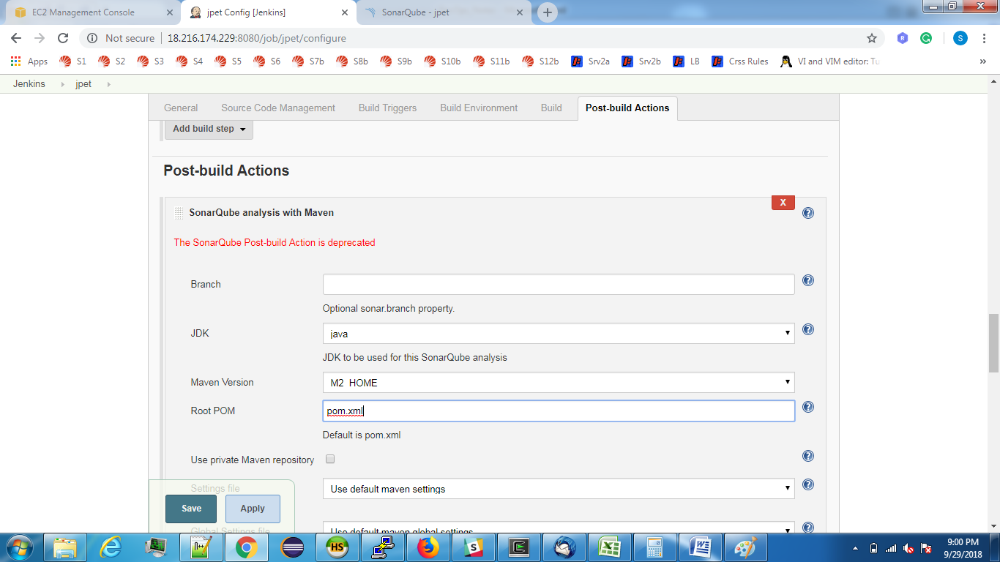 EC2 Management Console
jpet Config [Jenkins]
SonarQube - jpet
Not secure | 18.216.174.229:8080/job/jpet/configure
S
Apps S1 S2 S3 S4 S5 S6 S7b S8b S9b S10b S11b S12b Srv2a Srv2b LB Crss Rules VI and VIM editor: Tu »
Jenkins jpet
General Source Code Management Build Triggers Build Environment Build Post-build Actions
Add build step
Post-build Actions
X
SonarQube analysis with Maven
The SonarQube Post-build Action is deprecated
Branch
Optional sonar.branch property.
JDK java
JDK to be used for this SonarQube analysis
Maven Version M2_HOME
Root POM pom.xml
Default is pom.xml
Use private Maven repository
Settings file Use default maven settings
Save Apply
Global Settings file Use default maven global settings
9:00 PM
9/29/2018